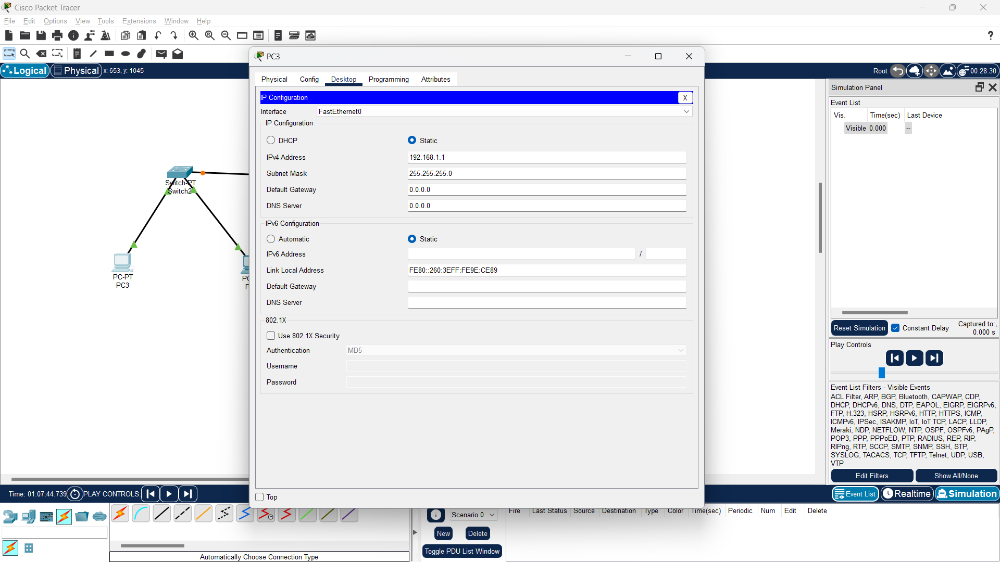 Cisco Packet Tracer
File Edit Options View Tools Extensions Window Help
Logical Physical x: 653, y: 1045
Root 00:28:30
PC3
Physical Config Desktop Programming Attributes
IP Configuration X
Interface FastEthernet0
IP Configuration
DHCP Static
IPv4 Address 192.168.1.1
Subnet Mask 255.255.255.0
Default Gateway 0.0.0.0
DNS Server 0.0.0.0
IPv6 Configuration
Automatic Static
IPv6 Address /
Link Local Address FE80::260:3EFF:FE9E:CE89
Default Gateway
DNS Server
802.1X
Use 802.1X Security
Authentication MD5
Username
Password
Top
Switch-PT
Switch2
PC-PT
PC3
Simulation Panel
Event List
Vis. Time(sec) Last Device
Visible 0.000 --
Reset Simulation Constant Delay Captured to:
0.000 s
Play Controls
Event List Filters - Visible Events
ACL Filter, ARP, BGP, Bluetooth, CAPWAP, CDP,
DHCP, DHCPv6, DNS, DTP, EAPOL, EIGRP, EIGRPv6,
FTP, H.323, HSRP, HSRPv6, HTTP, HTTPS, ICMP,
ICMPv6, IPSec, ISAKMP, IoT, IoT TCP, LACP, LLDP,
Meraki, NDP, NETFLOW, NTP, OSPF, OSPFv6, PAgP,
POP3, PPP, PPPoED, PTP, RADIUS, REP, RIP,
RIPng, RTP, SCCP, SMTP, SNMP, SSH, STP,
SYSLOG, TACACS, TCP, TFTP, Telnet, UDP, USB,
VTP
Edit Filters Show All/None
Time: 01:07:44.739 PLAY CONTROLS:
Event List Realtime Simulation
Scenario 0
New Delete
Toggle PDU List Window
Fire Last Status Source Destination Type Color Time(sec) Periodic Num Edit Delete
Automatically Choose Connection Type